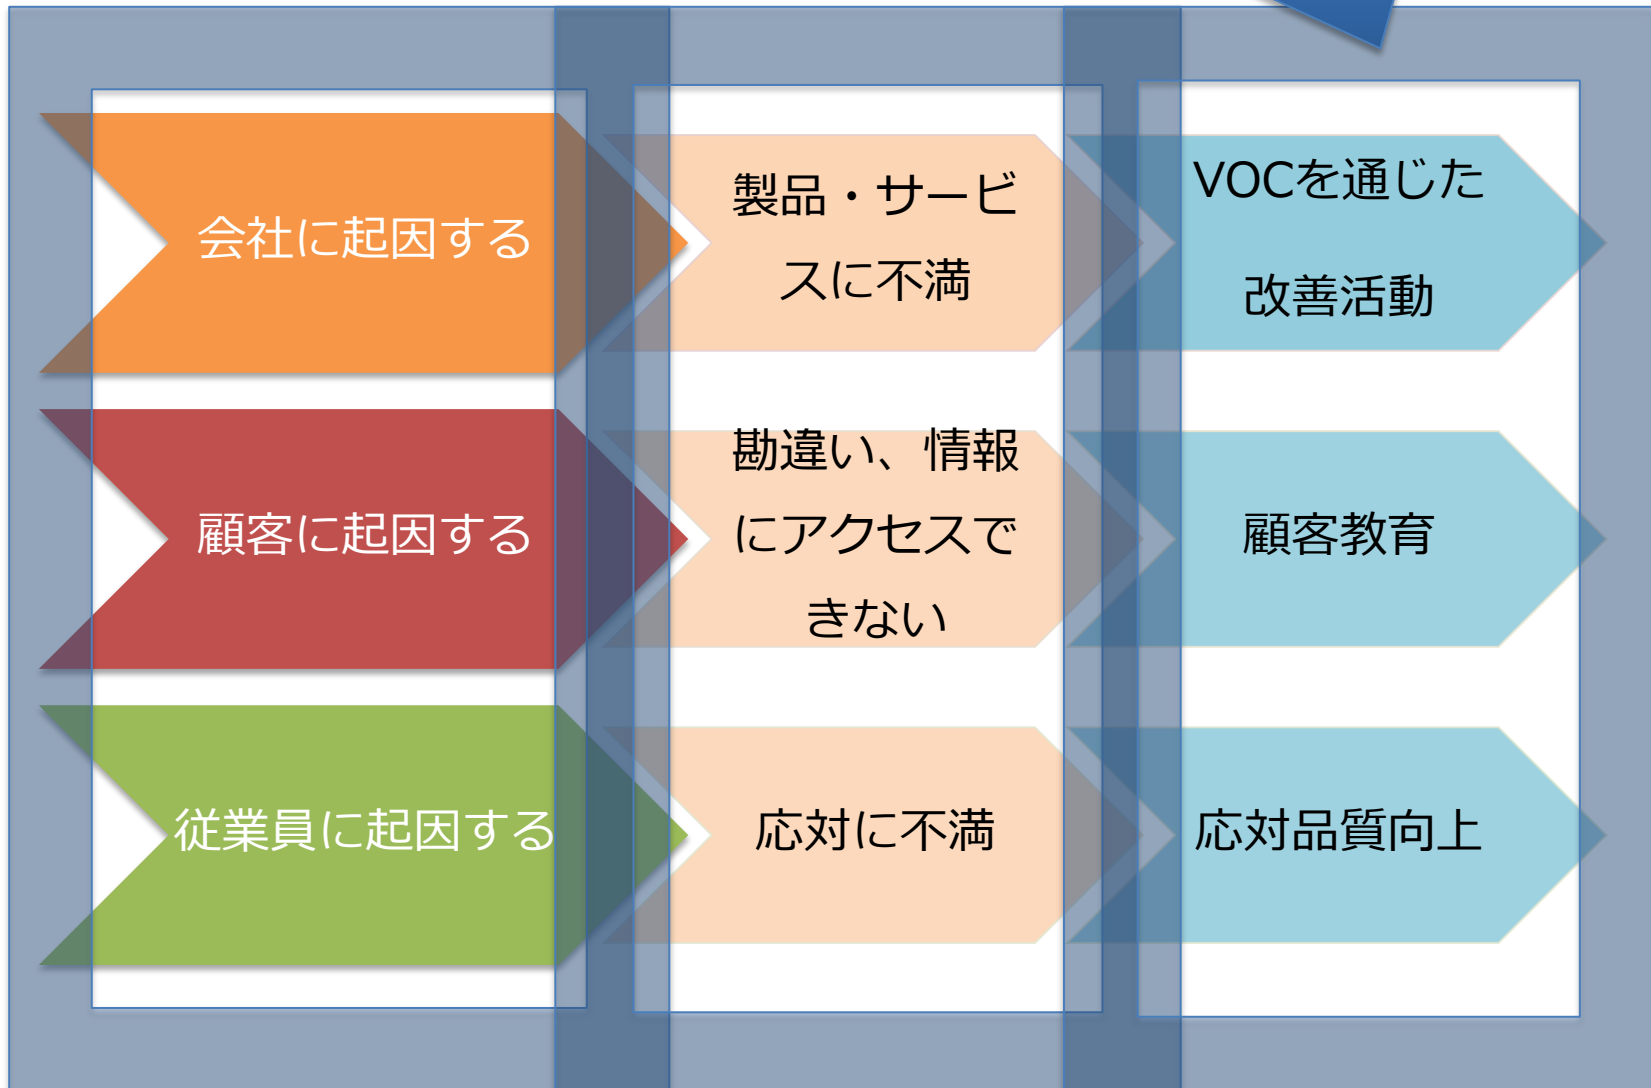 会社に起因する
製品・サービ
スに不満
VOCを通じた
改善活動
顧客に起因する
勘違い、情報
にアクセスで
きない
顧客教育
従業員に起因する
応対に不満
応対品質向上